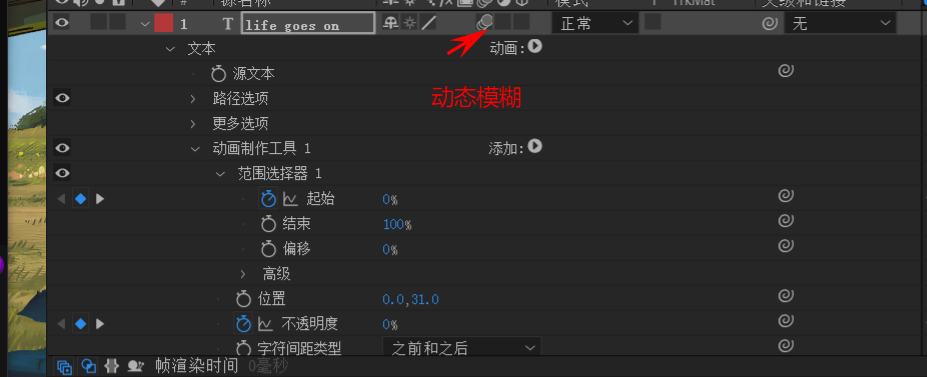 # 源名称 模式 T TrkMat 父级和链接
1 T life goes on 正常 无
文本 动画:
源文本
路径选项 动态模糊
更多选项
动画制作工具 1 添加:
范围选择器 1
起始 0%
结束 100%
偏移 0%
高级
位置 0.0,31.0
不透明度 0%
字符间距类型 之前和之后
帧渲染时间 0毫秒